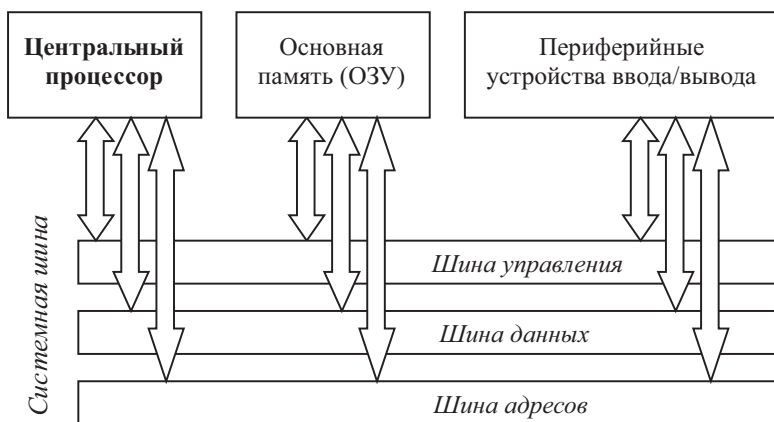 Центральный
процессор
Основная
память (ОЗУ)
Периферийные
устройства ввода/вывода
Системная шина
Шина управления
Шина данных
Шина адресов